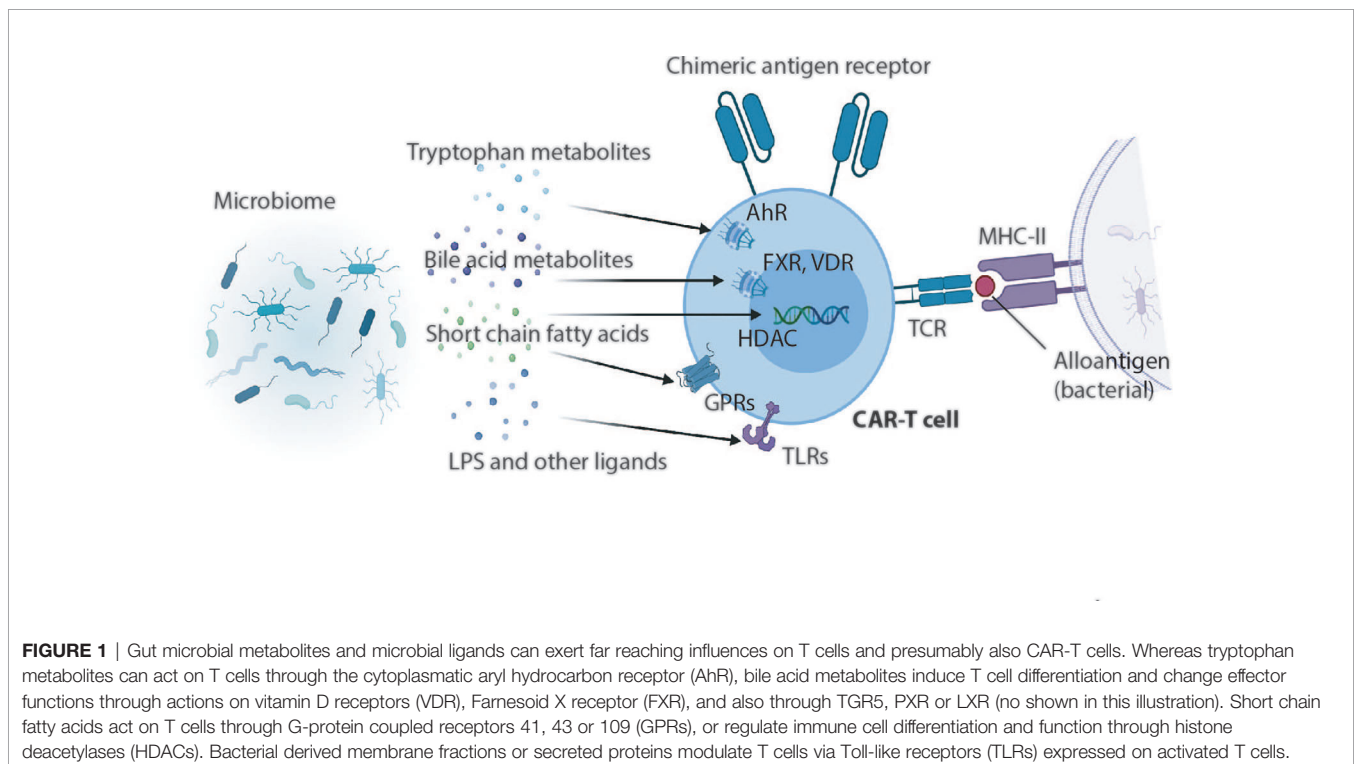 Chimeric antigen receptor
Tryptophan metabolites
Microbiome
AhR
MHC-II
Bile acid metabolites
FXR, VDR
Short chain fatty acids
HDAC
TCR
Alloantigen
(bacterial)
GPRs
CAR-T cell
LPS and other ligands
TLRs
FIGURE 1 | Gut microbial metabolites and microbial ligands can exert far reaching influences on T cells and presumably also CAR-T cells. Whereas tryptophan
metabolites can act on T cells through the cytoplasmatic aryl hydrocarbon receptor (AhR), bile acid metabolites induce T cell differentiation and change effector
functions through actions on vitamin D receptors (VDR), Farnesoid X receptor (FXR), and also through TGR5, PXR or LXR (no shown in this illustration). Short chain
fatty acids act on T cells through G-protein coupled receptors 41, 43 or 109 (GPRs), or regulate immune cell differentiation and function through histone
deacetylases (HDACs). Bacterial derived membrane fractions or secreted proteins modulate T cells via Toll-like receptors (TLRs) expressed on activated T cells.